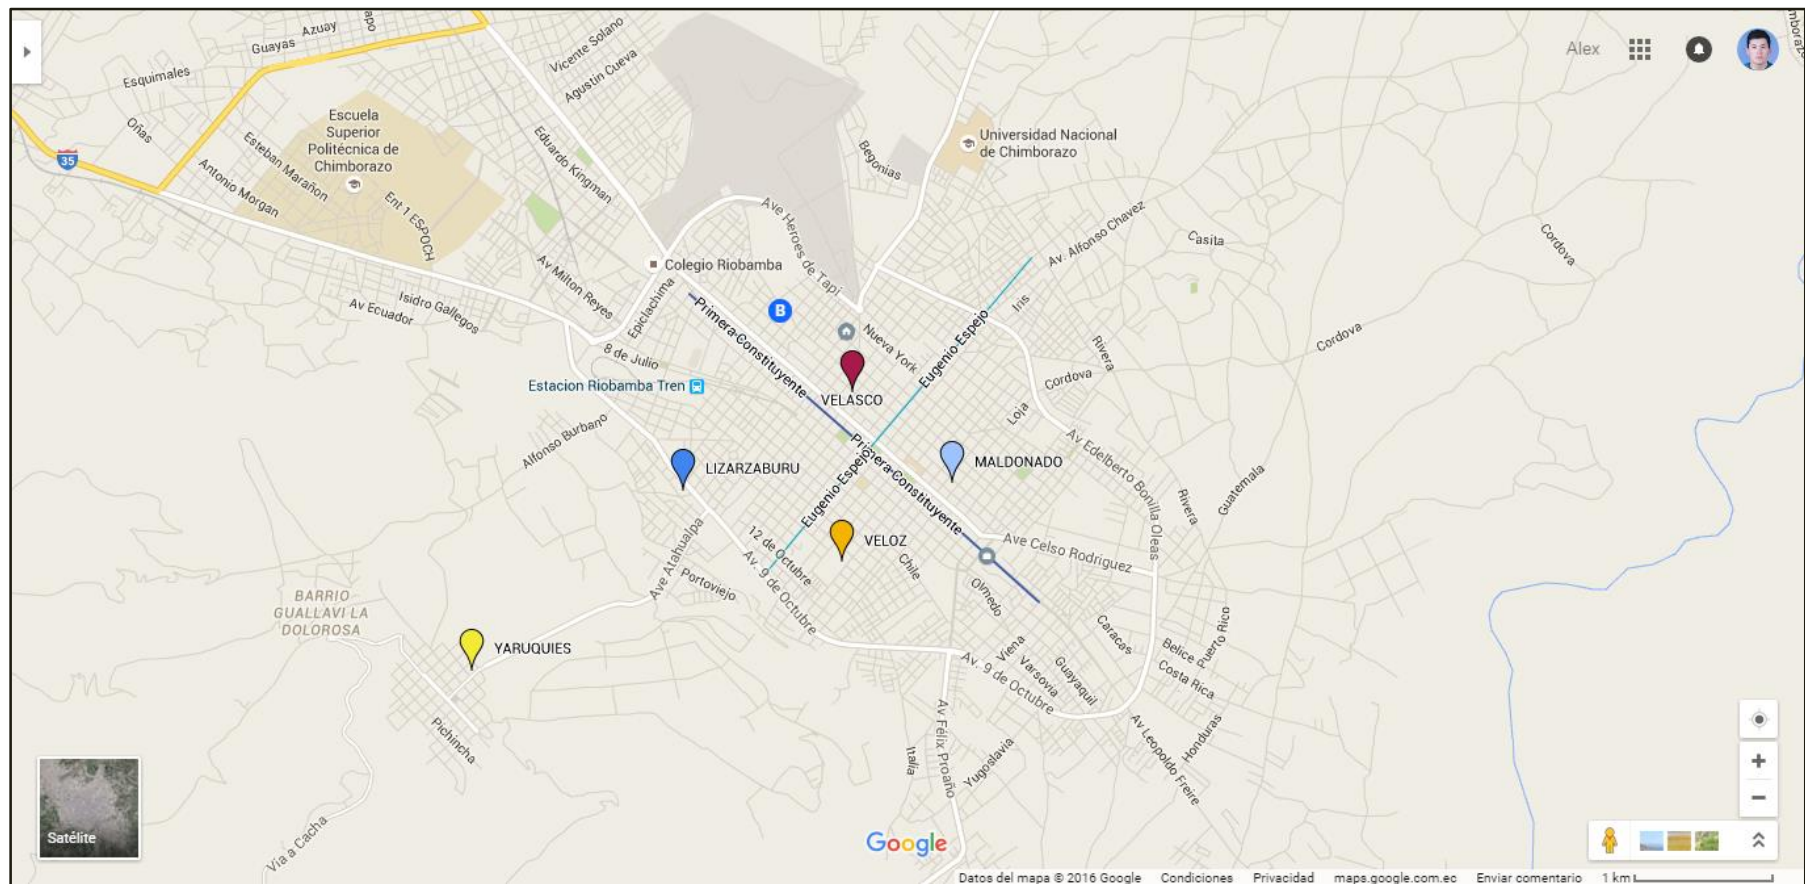 Azuay
Guayas
Esquimales
Vicente Solano
Agustin Cueva
Alex
Oñas
Escuela
Superior
Politécnica de
Chimborazo
35
Esteban Marañon
Antonio Morgan
Ent 1 ESPOCH
Eduardo Kingman
Begonias
Universidad Nacional
de Chimborazo
Ave Heroes de Tapi
Av. Alfonso Chavez
Casita
Cordova
Colegio Riobamba
Av Milton Reyes
Isidro Gallegos
Av Ecuador
Epiclachima
Primera Constituyente
B
Nueva York
Eugenio Espejo
Iris
Rivera
Cordova
8 de Julio
Estacion Riobamba Tren
VELASCO
Cordova
Loja
Alfonso Burbano
LIZARZABURU
Eugenio Espejo
Primera Constituyente
MALDONADO
Av Edelberto Bonilla Oleas
Rivera
Guatemala
VELOZ
12 de Octubre
Av. 9 de Octubre
Ave Atahualpa
Portoviejo
Chile
Ave Celso Rodriguez
Olmedo
BARRIO
GUALLAVI LA
DOLOROSA
YARUQUIES
Pichincha
Viena
Varsovia
Guayaquil
Caracas
Belice
Puerto Rico
Costa Rica
Av. 9 de Octubre
Av Félix Proaño
Italia
Yugoslavia
Av Leopoldo Freire
Honduras
Via a Cacha
Satélite
Google
Datos del mapa © 2016 Google Condiciones Privacidad maps.google.com.ec Enviar comentario 1 km